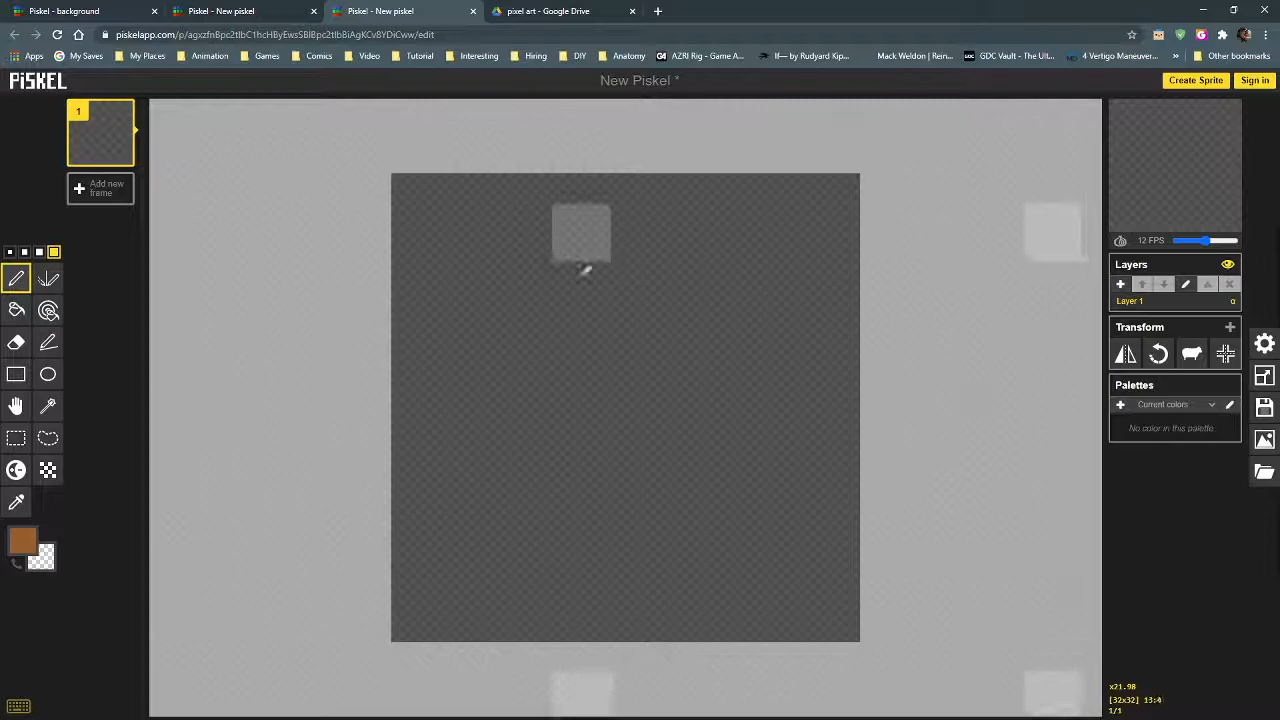 Piskel - background
Piskel - New piskel
Piskel - New piskel
pixel art - Google Drive
piskelapp.com/p/agxzfnBpc2tlbC1hcHByEwsSBlBpc2tlbBiAgKCv8YDiCww/edit
Apps
My Saves
My Places
Animation
Games
Comics
Video
Tutorial
Interesting
Hiring
DIY
Anatomy
AZRI Rig - Game A...
If— by Rudyard Kip...
Mack Weldon | Rein...
GDC Vault - The Ult...
4 Vertigo Maneuver...
»
Other bookmarks
PiSKEL
New Piskel *
Create Sprite
Sign in
1
Add new
frame
12 FPS
Layers
Layer 1
α
Transform
Palettes
Current colors
No color in this palette.
x21.98
[32x32] 13:4
1/1